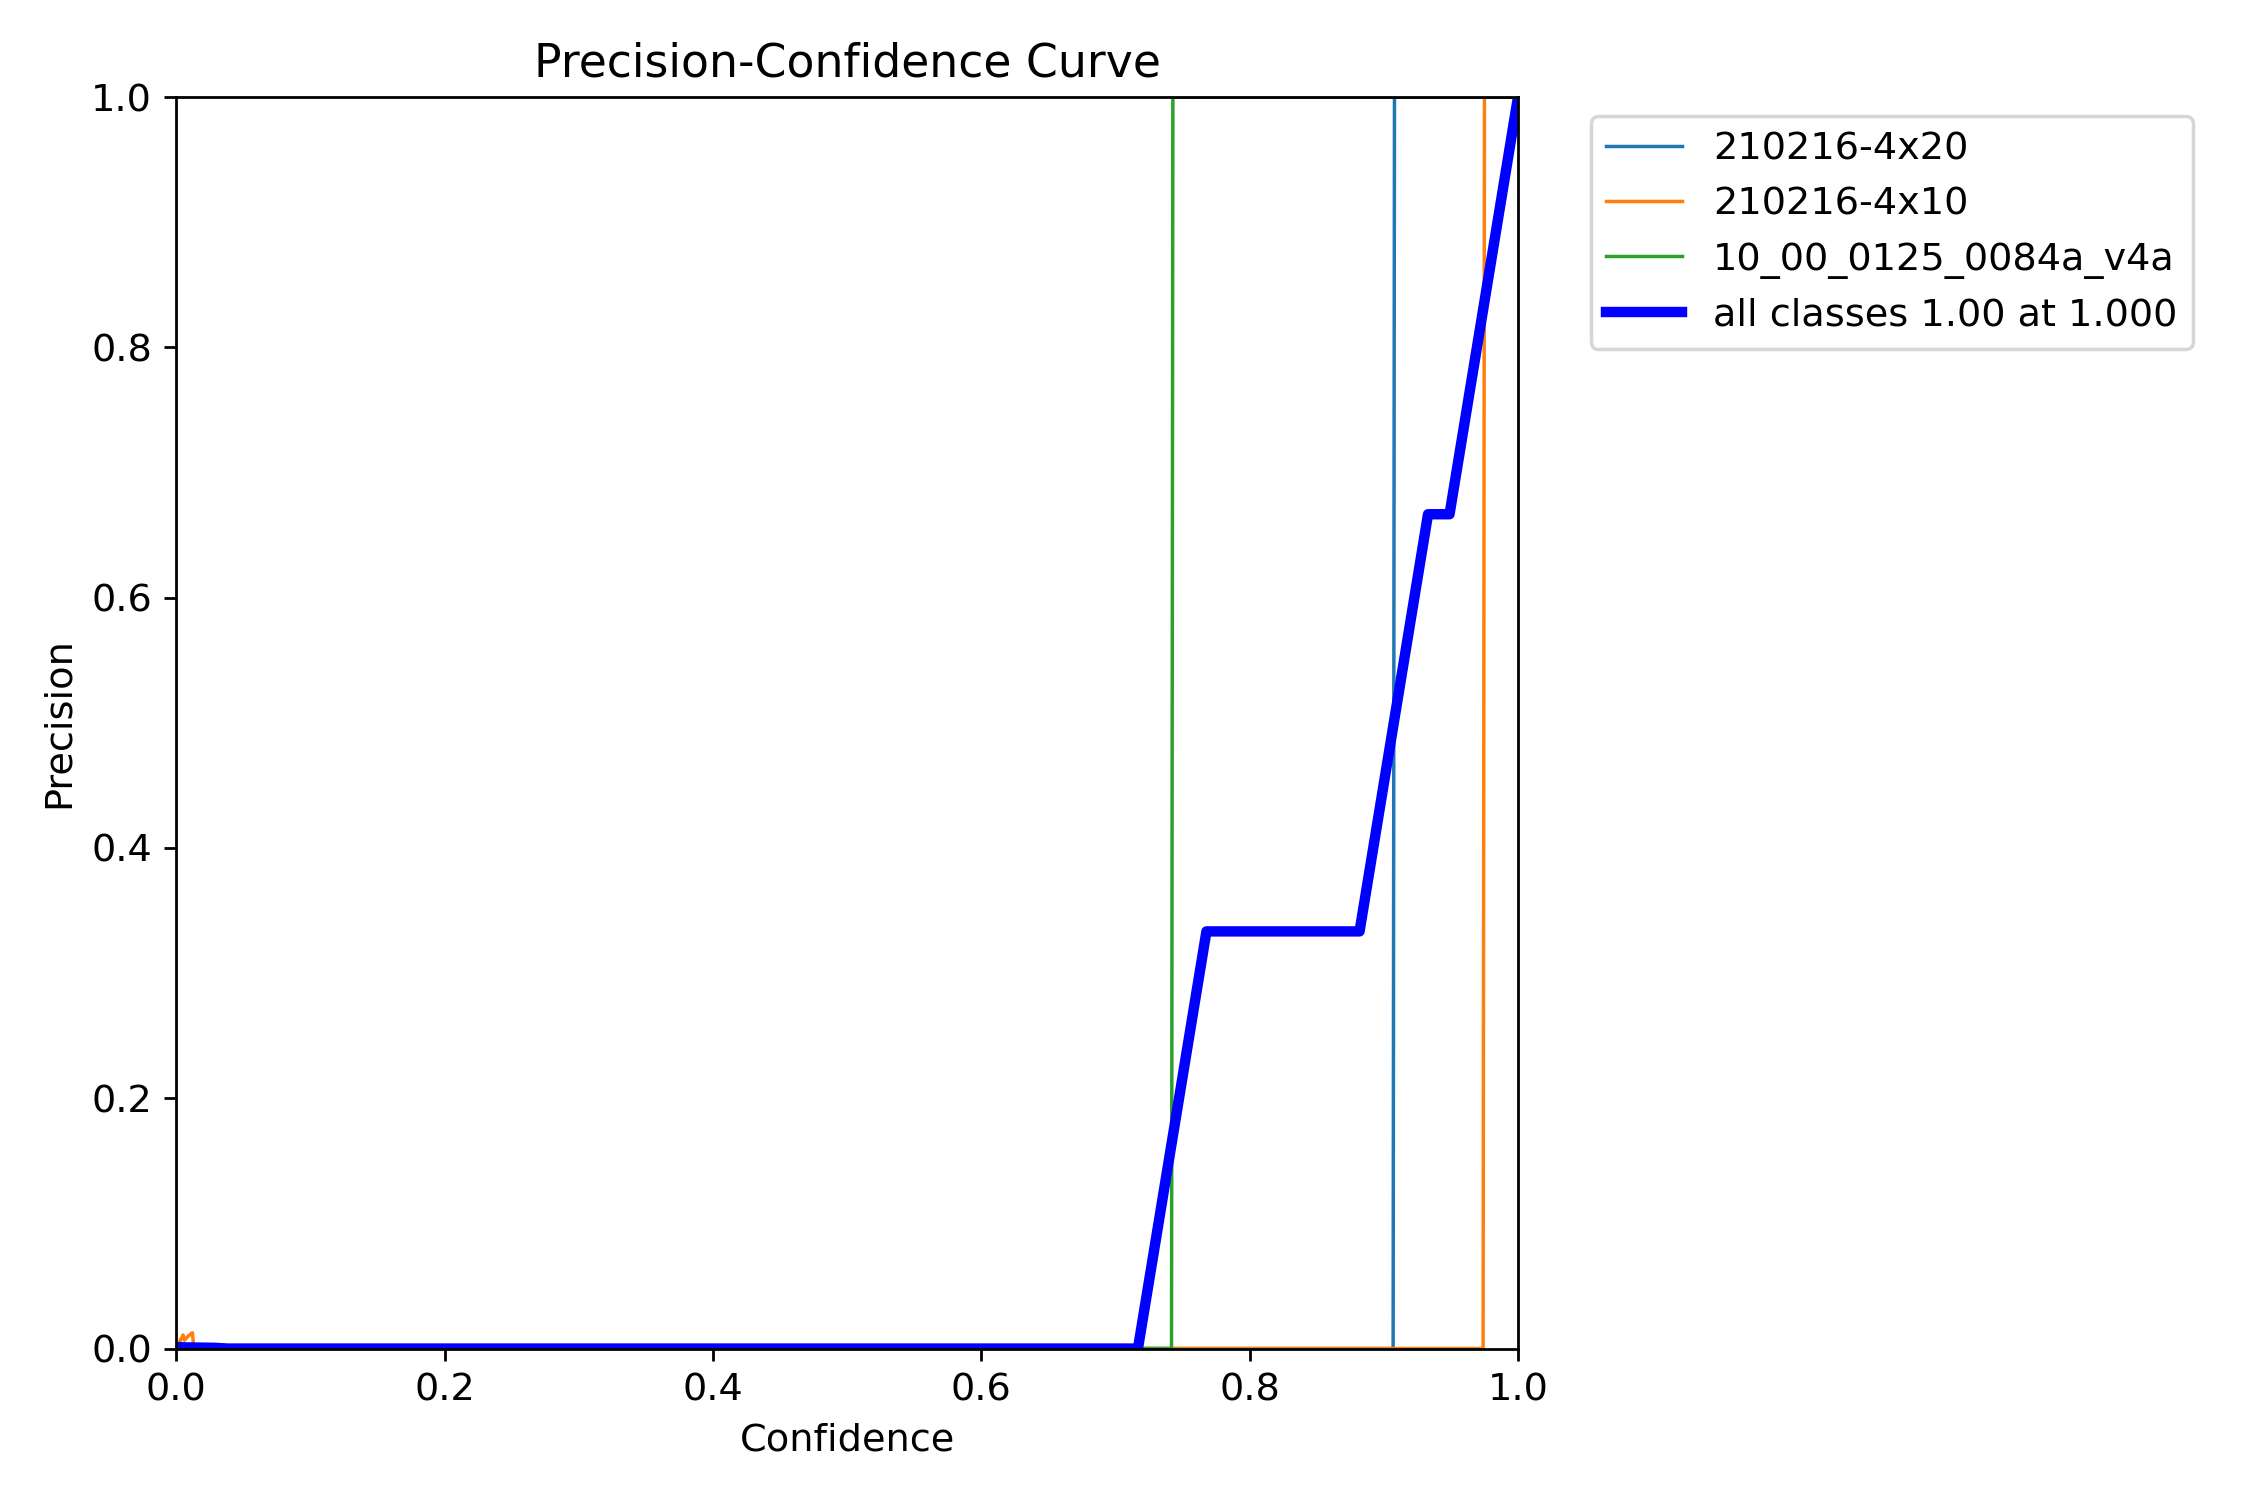 Precision-Confidence Curve
1.0
0.8
0.6
0.4
0.2
0.0
Precision
0.0 0.2 0.4 0.6 0.8 1.0
Confidence
210216-4x20
210216-4x10
10_00_0125_0084a_v4a
all classes 1.00 at 1.000